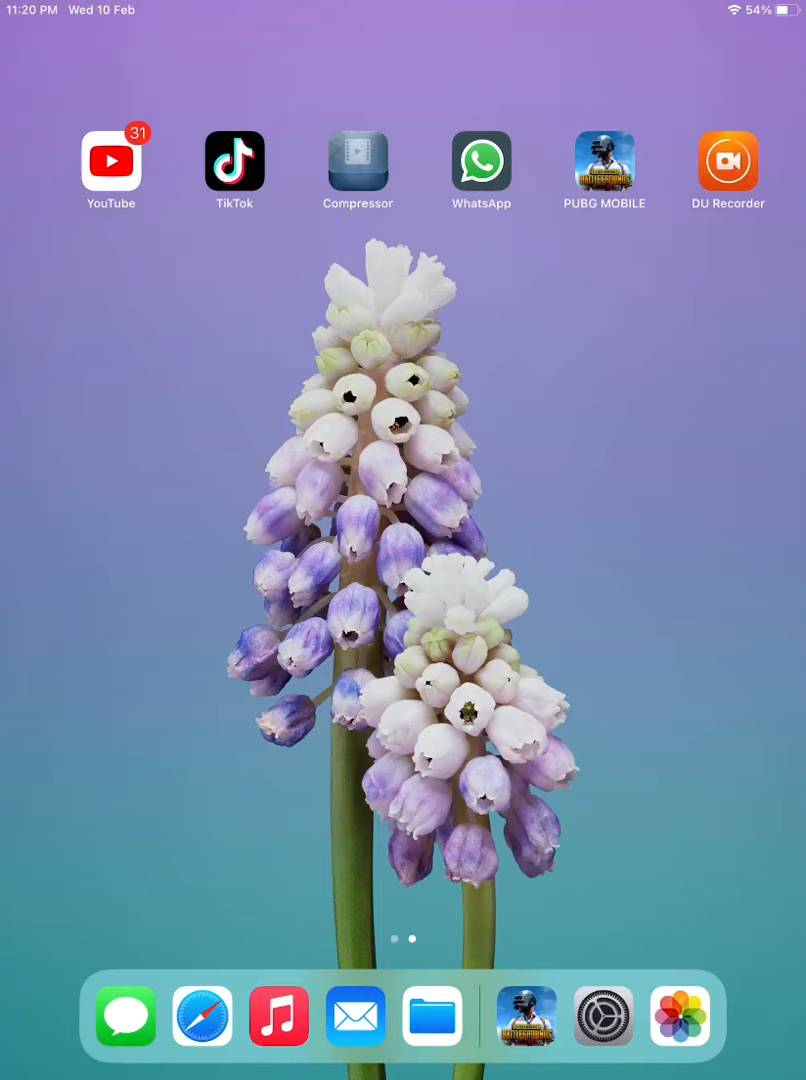 11:20 PM Wed 10 Feb 54%
31
YouTube TikTok Compressor WhatsApp PUBG MOBILE DU Recorder